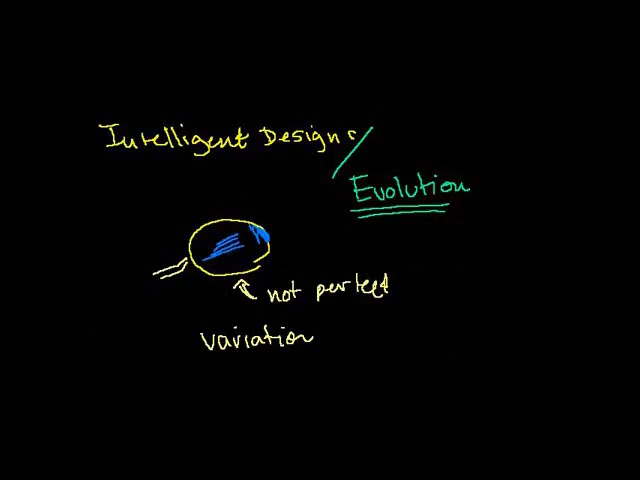 Intelligent Design
Evolution
not perfect
variation